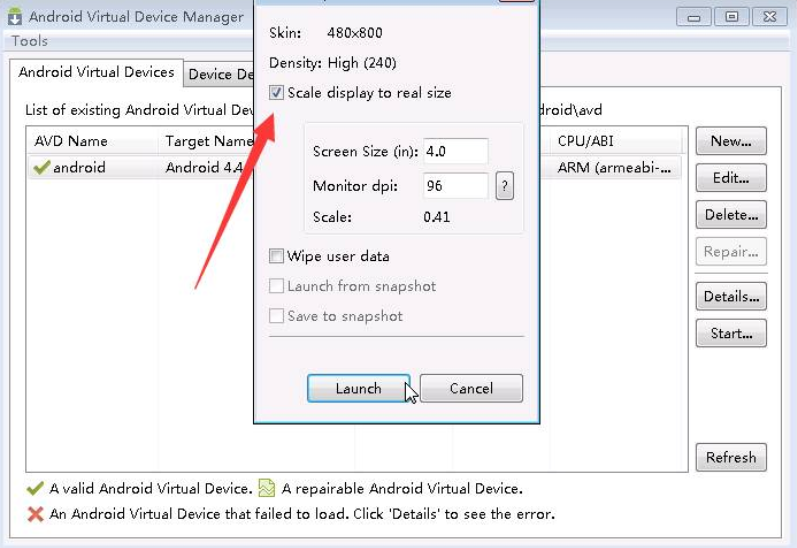 Android Virtual Device Manager
Tools
Android Virtual Devices
Device De
List of existing Android Virtual Dev
droid\avd
AVD Name
Target Name
CPU/ABI
android
Android 4.4
ARM (armeabi-...
New...
Edit...
Delete...
Repair...
Details...
Start...
Refresh
Skin: 480x800
Density: High (240)
Scale display to real size
Screen Size (in): 4.0
Monitor dpi: 96 ?
Scale: 0.41
Wipe user data
Launch from snapshot
Save to snapshot
Launch
Cancel
A valid Android Virtual Device. A repairable Android Virtual Device.
An Android Virtual Device that failed to load. Click 'Details' to see the error.